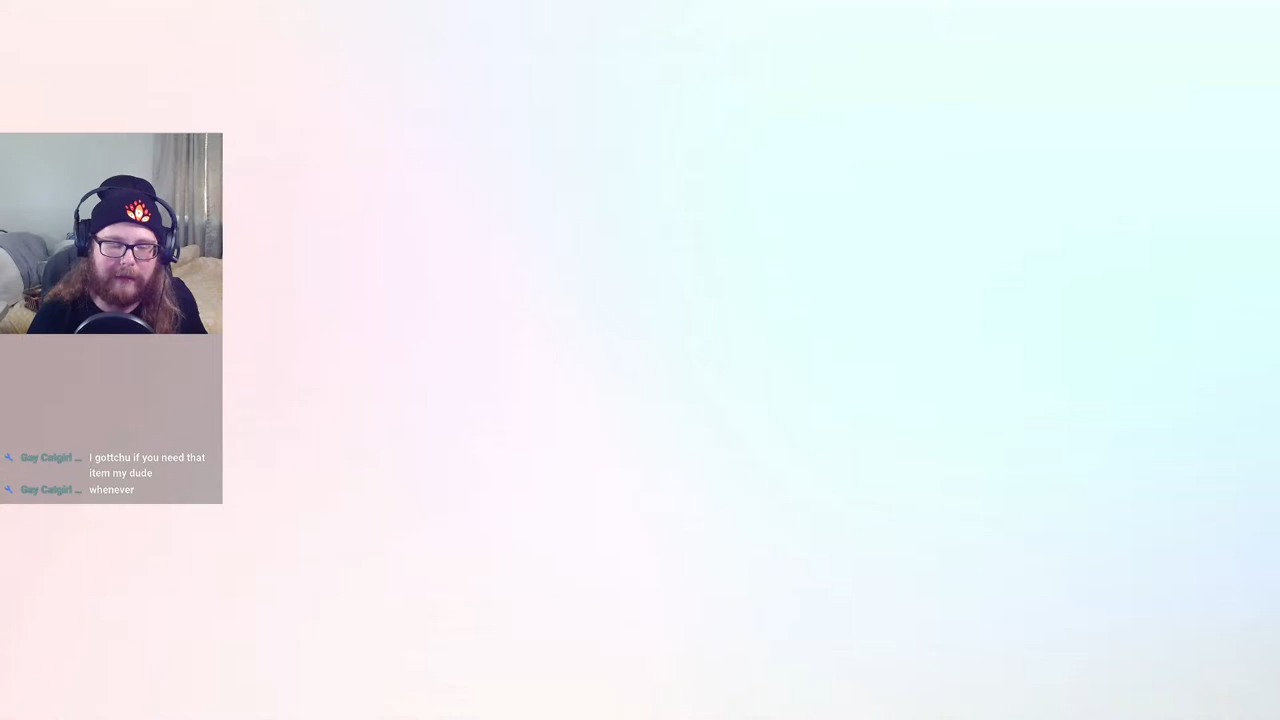 Gay Catgirl ... I gottchu if you need that
item my dude
Gay Catgirl ... whenever